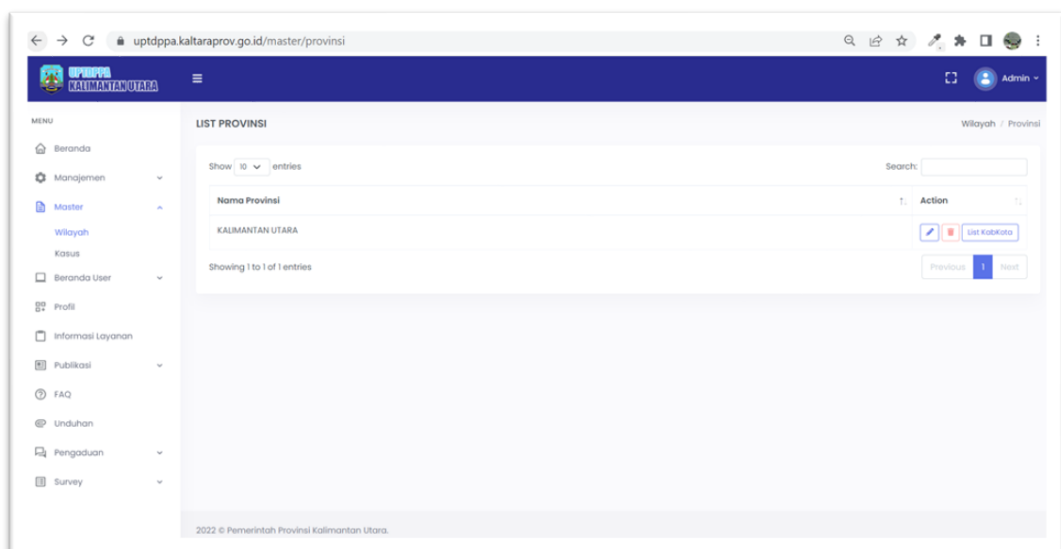 uptdppa.kaltaraprov.go.id/master/provinsi
UPTDPPA
KALIMANTAN UTARA
Admin
MENU
Beranda
Manajemen
Master
Wilayah
Kasus
Beranda User
Profil
Informasi Layanan
Publikasi
FAQ
Unduhan
Pengaduan
Survey
LIST PROVINSI
Wilayah / Provinsi
Show 10 entries
Search:
Nama Provinsi Action
KALIMANTAN UTARA List KabKota
Showing 1 to 1 of 1 entries
Previous 1 Next
2022 © Pemerintah Provinsi Kalimantan Utara.